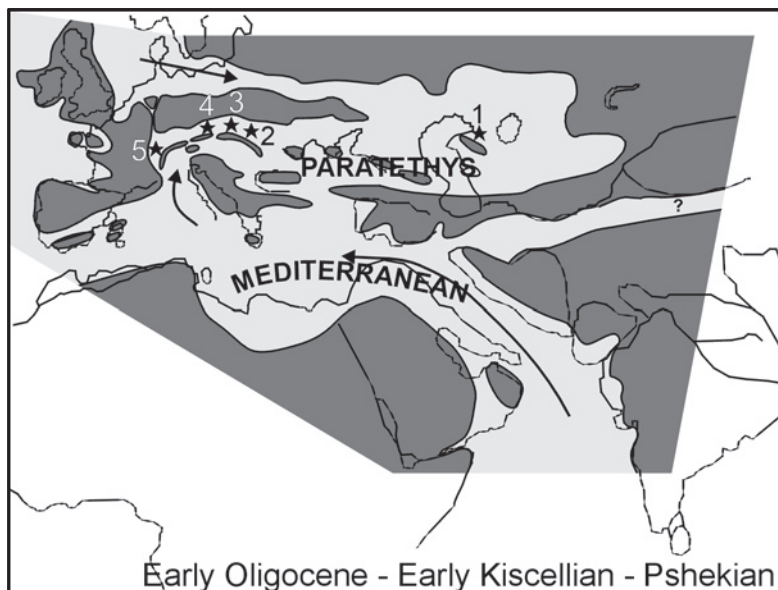 4 3 1
5 2
PARATETHYS
?
MEDITERRANEAN
Early Oligocene - Early Kiscellian - Pshekian